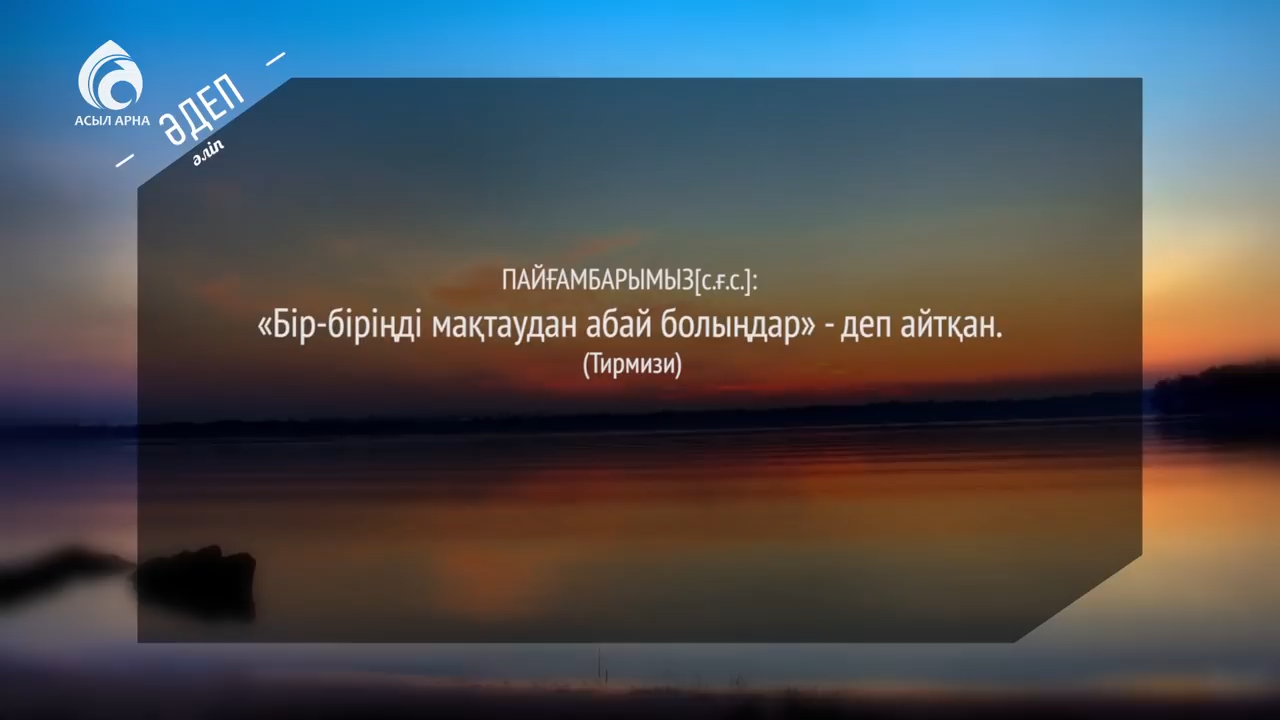 АСЫЛ АРНА
ӘДЕП
әліп
ПАЙҒАМБАРЫМЫЗ[с.ғ.с.]:
«Бір-біріңді мақтаудан абай болыңдар» - деп айтқан.
(Тирмизи)